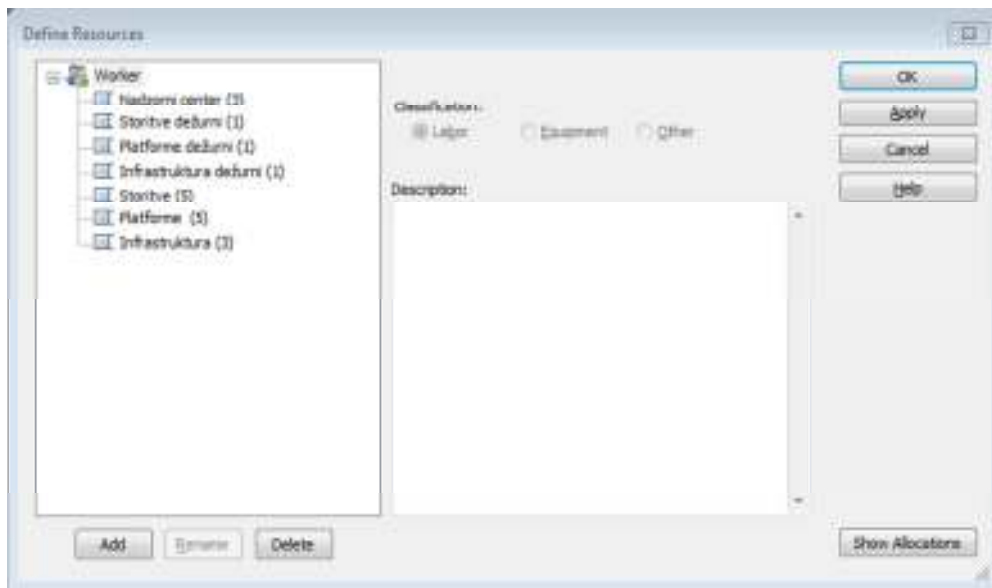 Define Resources
Worker
Nadzorni center (3)
Storitve dežurni (1)
Platforme dežurni (1)
Infrastruktura dežurni (1)
Storitve (5)
Platforme (5)
Infrastruktura (3)
Classification:
Labor
Equipment
Other
Description:
OK
Apply
Cancel
Help
Add
Rename
Delete
Show Allocations